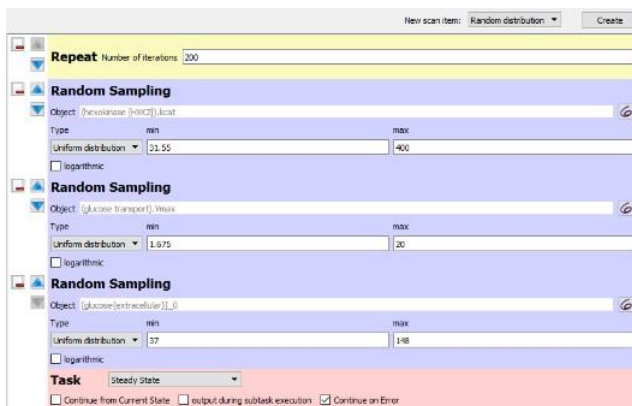 New scan item: Random distribution Create
Repeat Number of iterations 200
Random Sampling
Object (hexokinase [HXK2]).kcat
Type min max
Uniform distribution 31.55 400
logarithmic
Random Sampling
Object (glucose transport).Vmax
Type min max
Uniform distribution 1.675 20
logarithmic
Random Sampling
Object [glucose{extracellular}]_0
Type min max
Uniform distribution 37 148
logarithmic
Task Steady State
Continue from Current State output during subtask execution Continue on Error